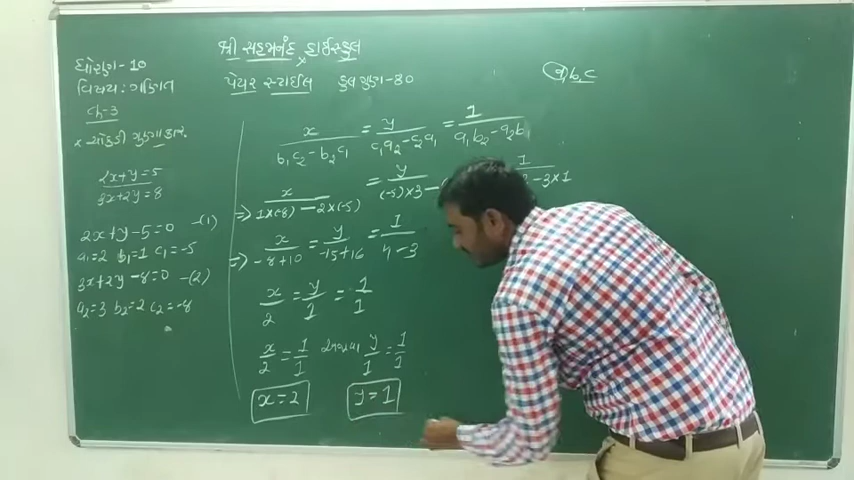 શ્રી સહજાનંદ હાઈસ્કૂલ
ધોરણ - 10
વિષય : ગણિત
પેપર સ્ટાઈલ કુલ ગુણ - 80
a, b, c
ch-3
* ચોકડી ગુણાકાર.
2x+y=5
3x+2y=8
2x+y-5=0 -(1)
a₁=2 b₁=1 c₁=-5
3x+2y-8=0 -(2)
a₂=3 b₂=2 c₂=-8
x/(b₁c₂-b₂c₁) = y/(c₁a₂-c₂a₁) = 1/(a₁b₂-a₂b₁)
⇒ x/(1×(-8) - 2×(-5)) = y/((-5)×3 - = 1/( 2 - 3×1
⇒ x/(-8+10) = y/(-15+16) = 1/(4-3)
x/2 = y/1 = 1/1
x/2 = 1/1 અથવા y/1 = 1/1
x=2 y=1